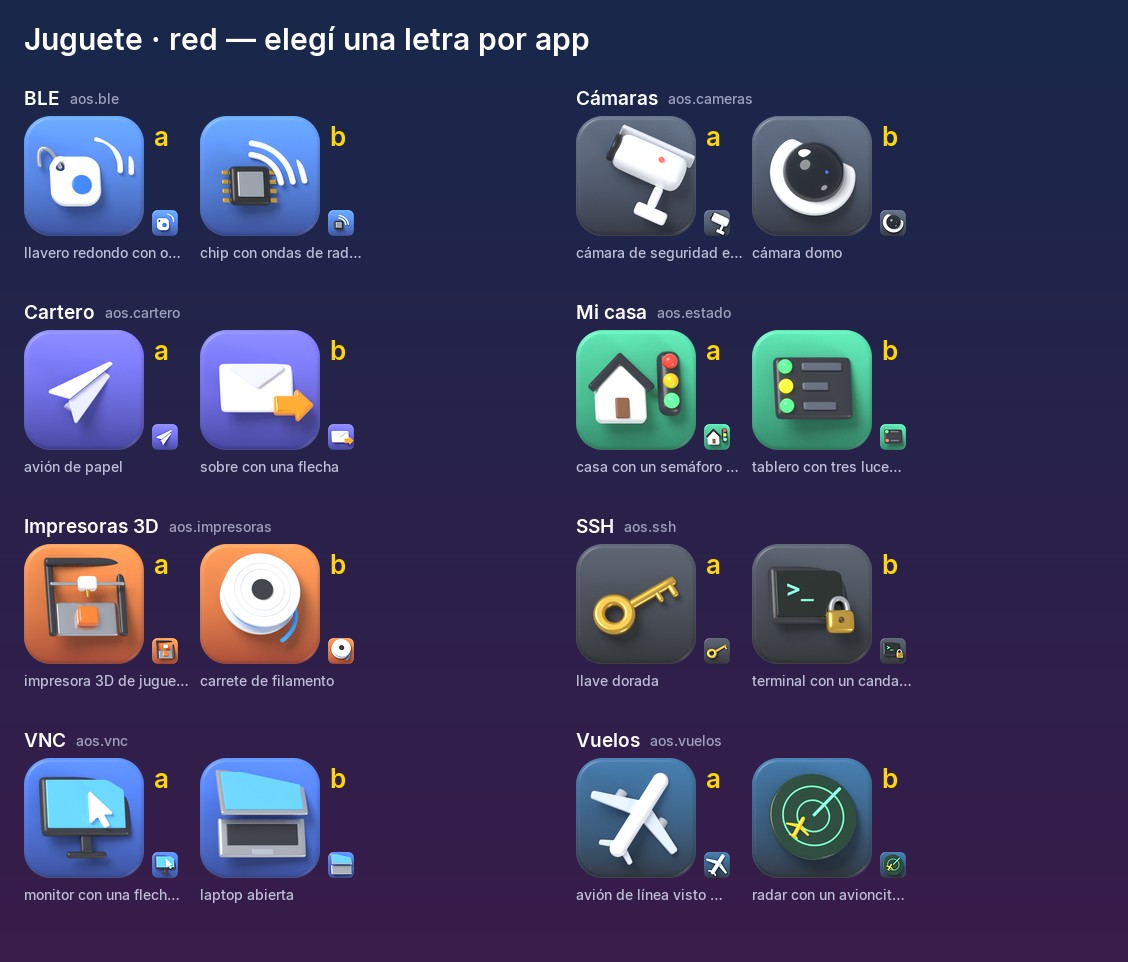 Juguete · red — elegí una letra por app
BLE aos.ble
a
b
llavero redondo con o...
chip con ondas de rad...
Cámaras aos.cameras
a
b
cámara de seguridad e...
cámara domo
Cartero aos.cartero
a
b
avión de papel
sobre con una flecha
Mi casa aos.estado
a
b
casa con un semáforo ...
tablero con tres luce...
Impresoras 3D aos.impresoras
a
b
impresora 3D de jugue...
carrete de filamento
SSH aos.ssh
a
b
>_
llave dorada
terminal con un canda...
VNC aos.vnc
a
b
monitor con una flech...
laptop abierta
Vuelos aos.vuelos
a
b
avión de línea visto ...
radar con un avioncit...